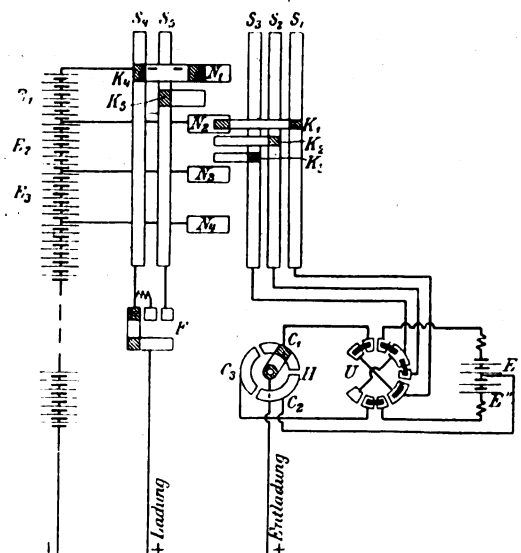 S₄ S₅ S₃ S₂ S₁
K₄ N₁
K₅
N₂ K₁
E₂ K₂
E₃ N₃ K
N₄
F
C₁
C₃ H U E
C₂ E"
+ Ladung + Entladung